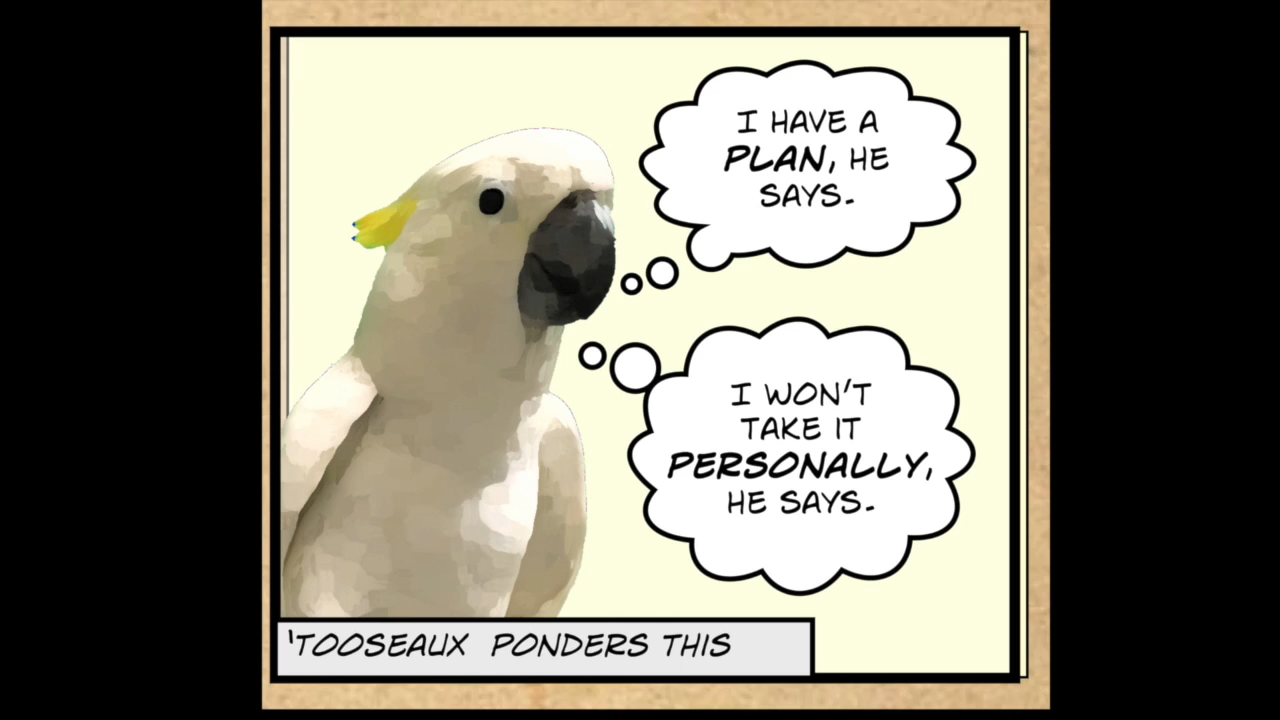 I HAVE A
PLAN, HE
SAYS.
I WON'T
TAKE IT
PERSONALLY,
HE SAYS.
'TOOSEAUX PONDERS THIS